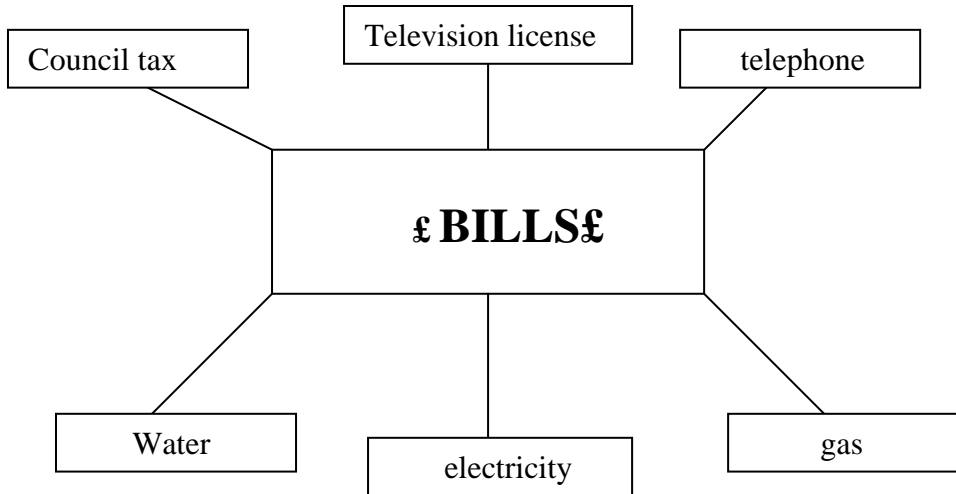 Council tax
Television license
telephone
£ BILLS£
Water
electricity
gas